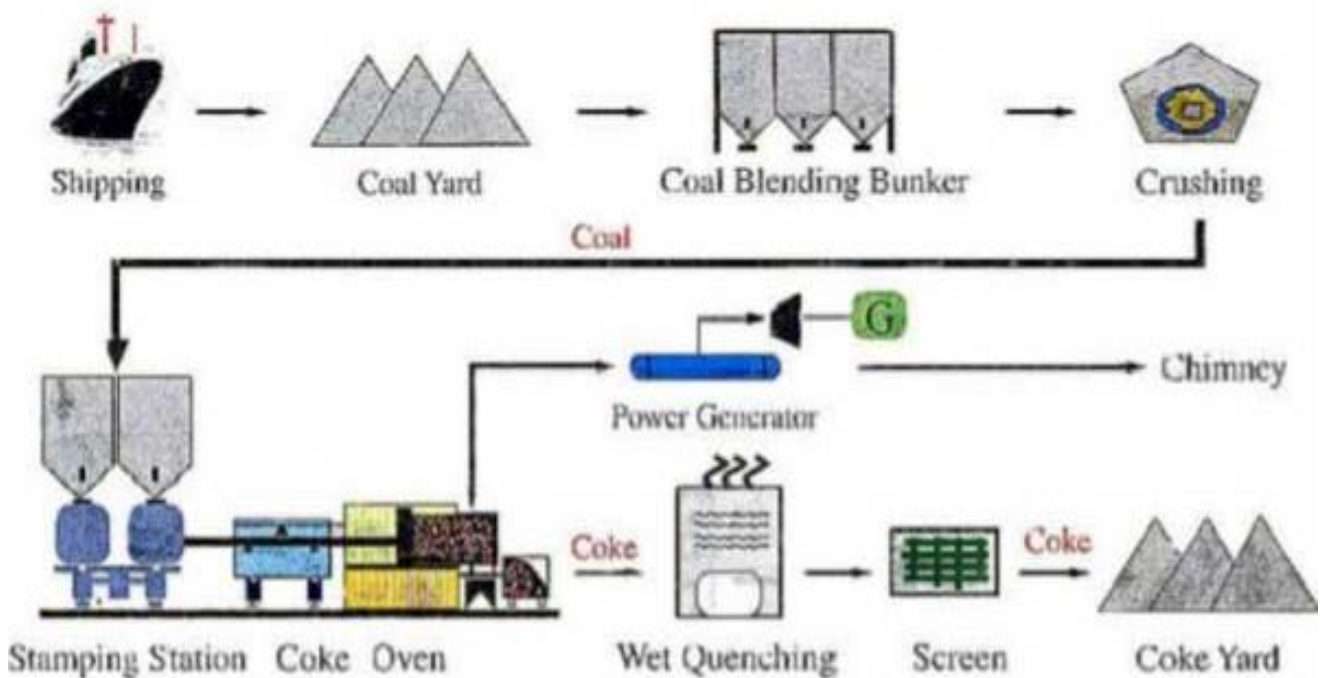 Shipping
Coal Yard
Coal Blending Bunker
Crushing
Coal
G
Power Generator
Chimney
Coke
Coke
Stamping Station
Coke Oven
Wet Quenching
Screen
Coke Yard